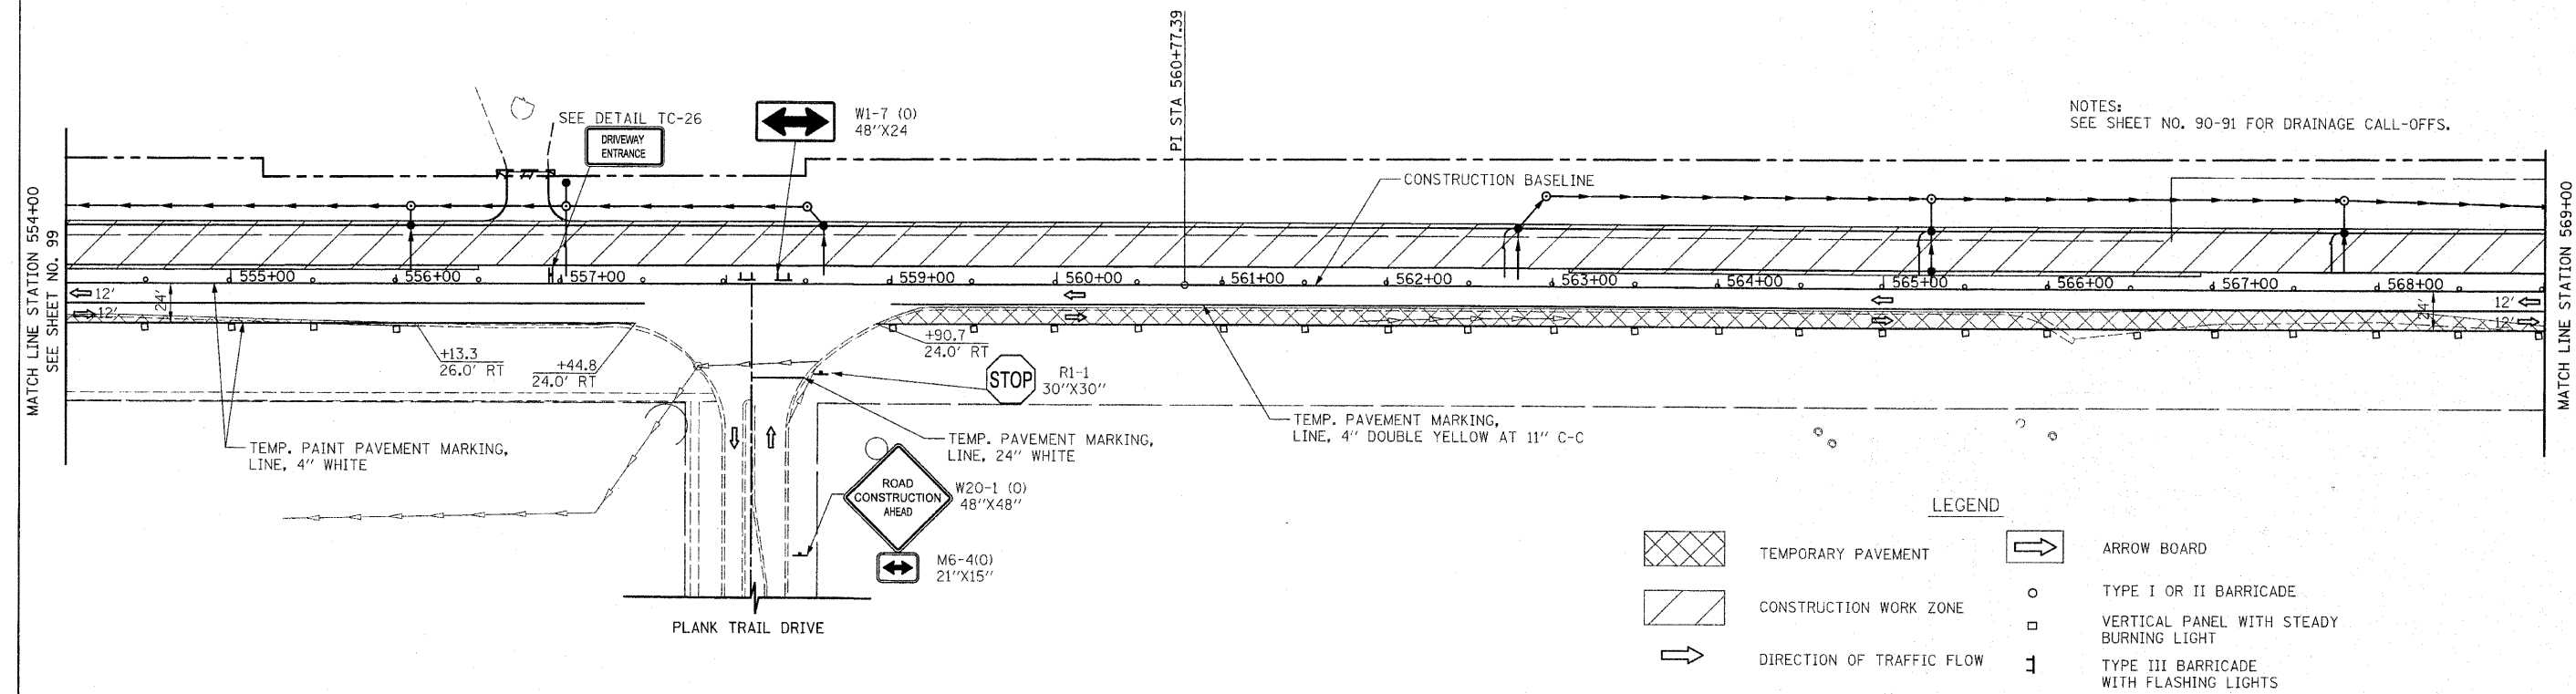 MATCH LINE STATION 554+00
SEE SHEET NO. 99
SEE DETAIL TC-26
DRIVEWAY
ENTRANCE
W1-7 (O)
48"X24
PI STA 560+77.39
CONSTRUCTION BASELINE
NOTES:
SEE SHEET NO. 90-91 FOR DRAINAGE CALL-OFFS.
MATCH LINE STATION 569+00
555+00
556+00
557+00
559+00
560+00
561+00
562+00
563+00
564+00
565+00
566+00
567+00
568+00
12'
12'
24'
24'
12'
12'
+13.3
26.0' RT
+44.8
24.0' RT
+90.7
24.0' RT
STOP
R1-1
30"X30"
TEMP. PAINT PAVEMENT MARKING,
LINE, 4" WHITE
TEMP. PAVEMENT MARKING,
LINE, 24" WHITE
TEMP. PAVEMENT MARKING,
LINE, 4" DOUBLE YELLOW AT 11" C-C
ROAD
CONSTRUCTION
AHEAD
W20-1 (O)
48"X48"
M6-4(O)
21"X15"
PLANK TRAIL DRIVE
LEGEND
TEMPORARY PAVEMENT
CONSTRUCTION WORK ZONE
DIRECTION OF TRAFFIC FLOW
ARROW BOARD
TYPE I OR II BARRICADE
VERTICAL PANEL WITH STEADY
BURNING LIGHT
TYPE III BARRICADE
WITH FLASHING LIGHTS